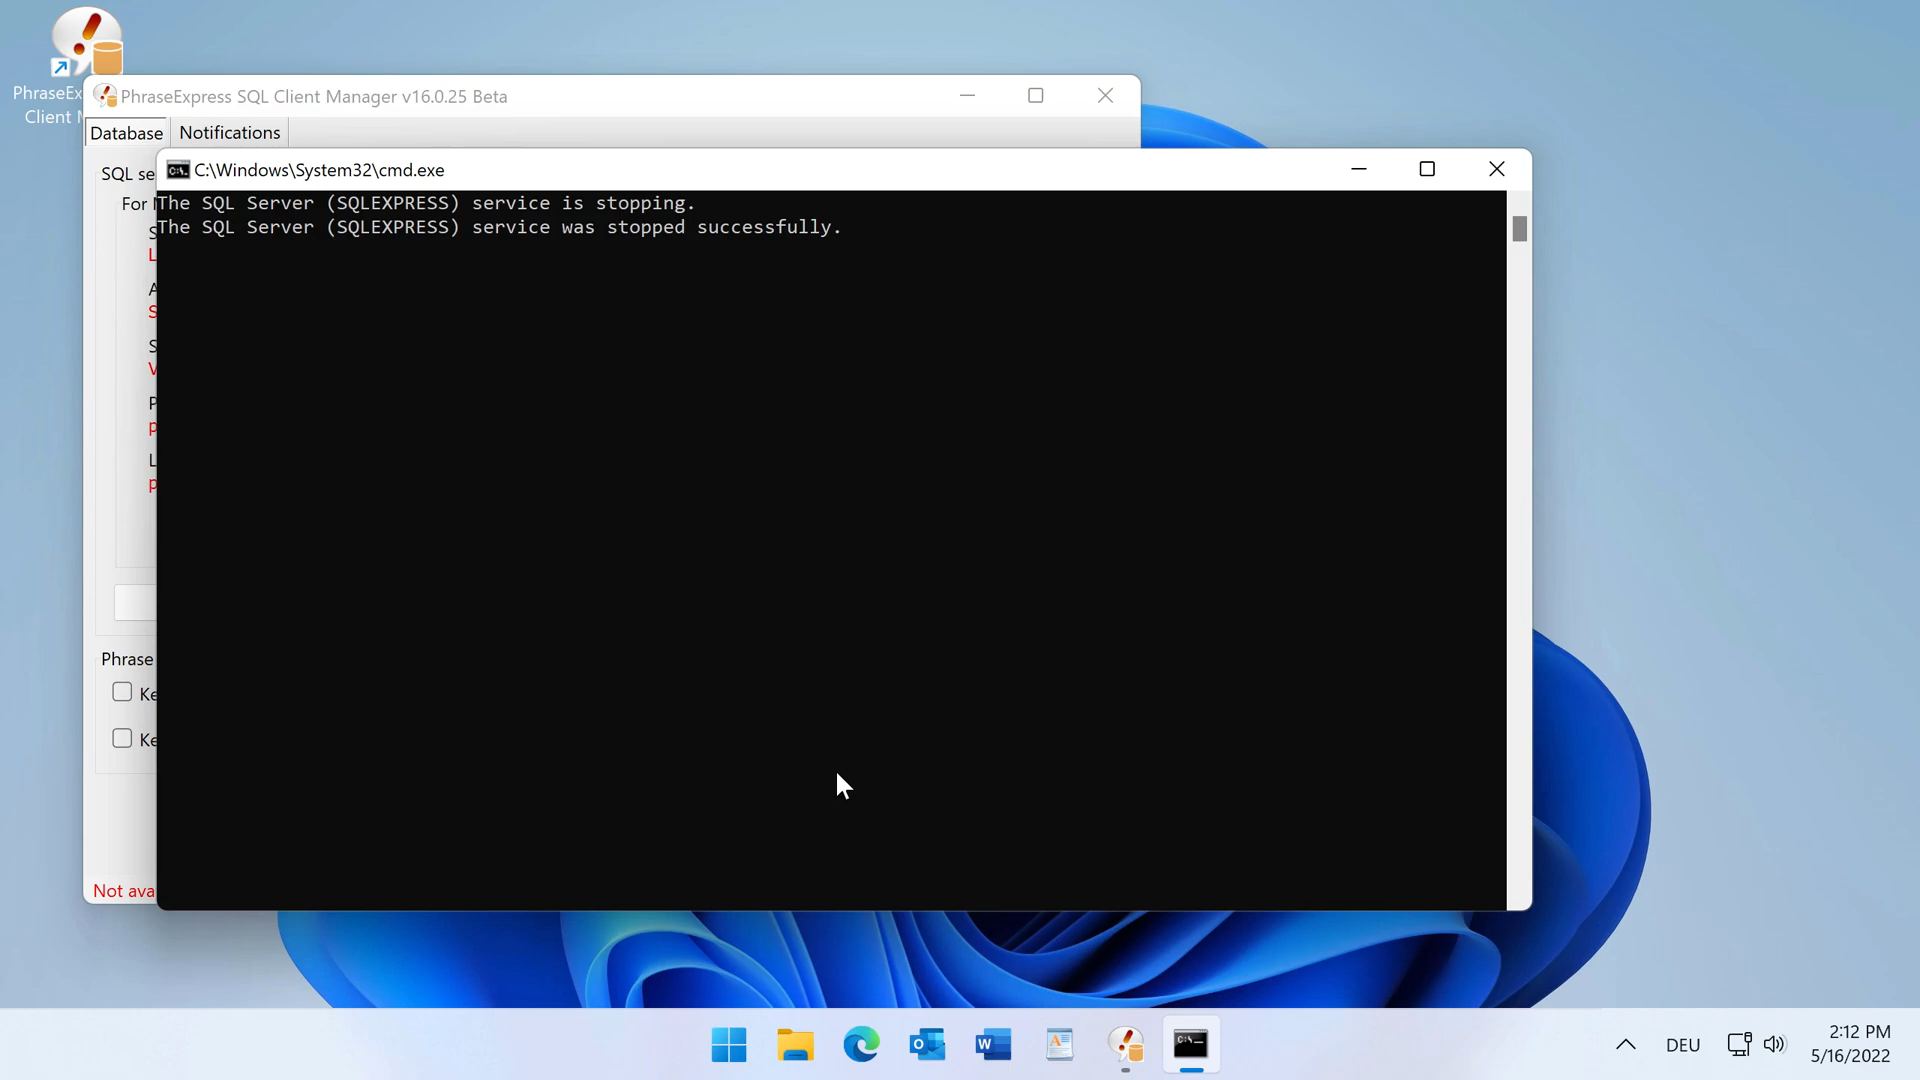 PhraseEx
Client M
PhraseExpress SQL Client Manager v16.0.25 Beta
Database
Notifications
SQL se
For
L
A
V
L
Phrase
Ke
Ke
Not ava
C:\Windows\System32\cmd.exe
The SQL Server (SQLEXPRESS) service is stopping.
The SQL Server (SQLEXPRESS) service was stopped successfully.
DEU
2:12 PM
5/16/2022